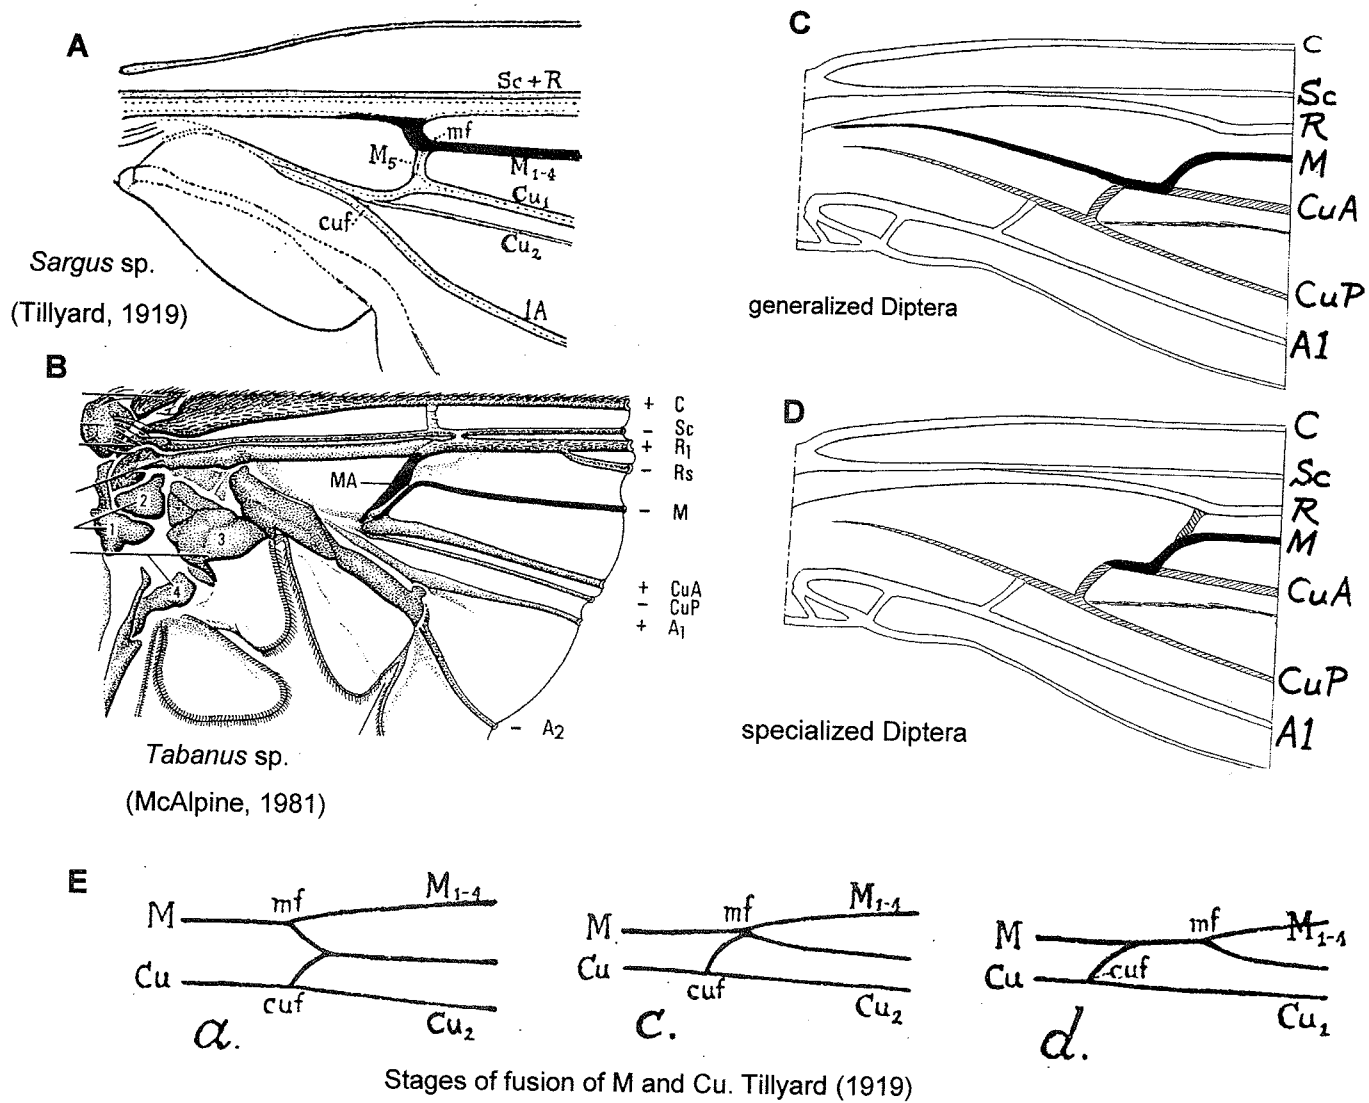 A
Sc + R
mf
M₅
M₁₋₄
Cu₁
cuf
Cu₂
1A
Sargus sp.
(Tillyard, 1919)
B
+ C
- Sc
+ R₁
- Rs
MA
- M
2
1
3
4
+ CuA
- CuP
+ A₁
- A₂
Tabanus sp.
(McAlpine, 1981)
C
C
Sc
R
M
CuA
CuP
A1
generalized Diptera
D
C
Sc
R
M
CuA
CuP
A1
specialized Diptera
E
M mf M₁₋₄
Cu cuf Cu₂
a.
M mf M₁₋₄
Cu cuf Cu₂
c.
M mf M₁₋₄
Cu cuf
d.
Stages of fusion of M and Cu. Tillyard (1919)